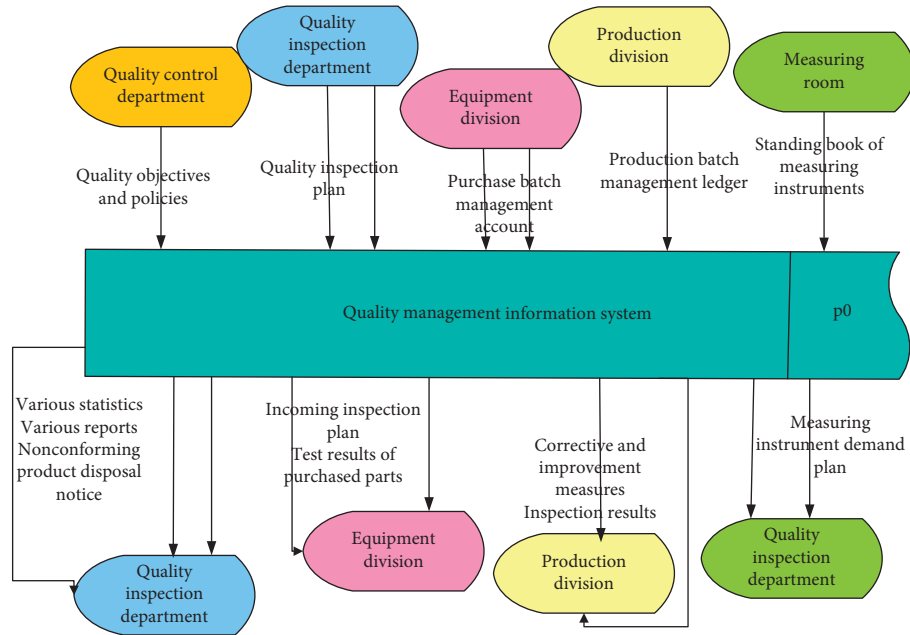 Quality control
department
Quality
inspection
department
Equipment
division
Production
division
Measuring
room
Quality objectives
and policies
Quality inspection
plan
Purchase batch
management
account
Production batch
management ledger
Standing book of
measuring
instruments
Quality management information system
p0
Various statistics
Various reports
Nonconforming
product disposal
notice
Incoming inspection
plan
Test results of
purchased parts
Corrective and
improvement
measures
Inspection results
Measuring
instrument demand
plan
Quality
inspection
department
Equipment
division
Production
division
Quality
inspection
department